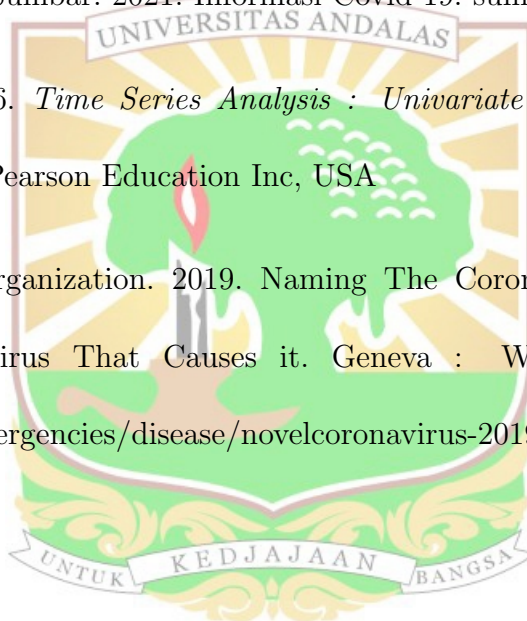 Sumbar. 2021. Informasi Covid 19. sum
UNIVERSITAS ANDALAS
6. Time Series Analysis : Univariate
Pearson Education Inc, USA
rganization. 2019. Naming The Coron
irus That Causes it. Geneva : W
ergencies/disease/novelcoronavirus-2019
UNTUK KEDJAJAAN BANGSA